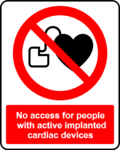 No access for people
with active implanted
cardiac devices